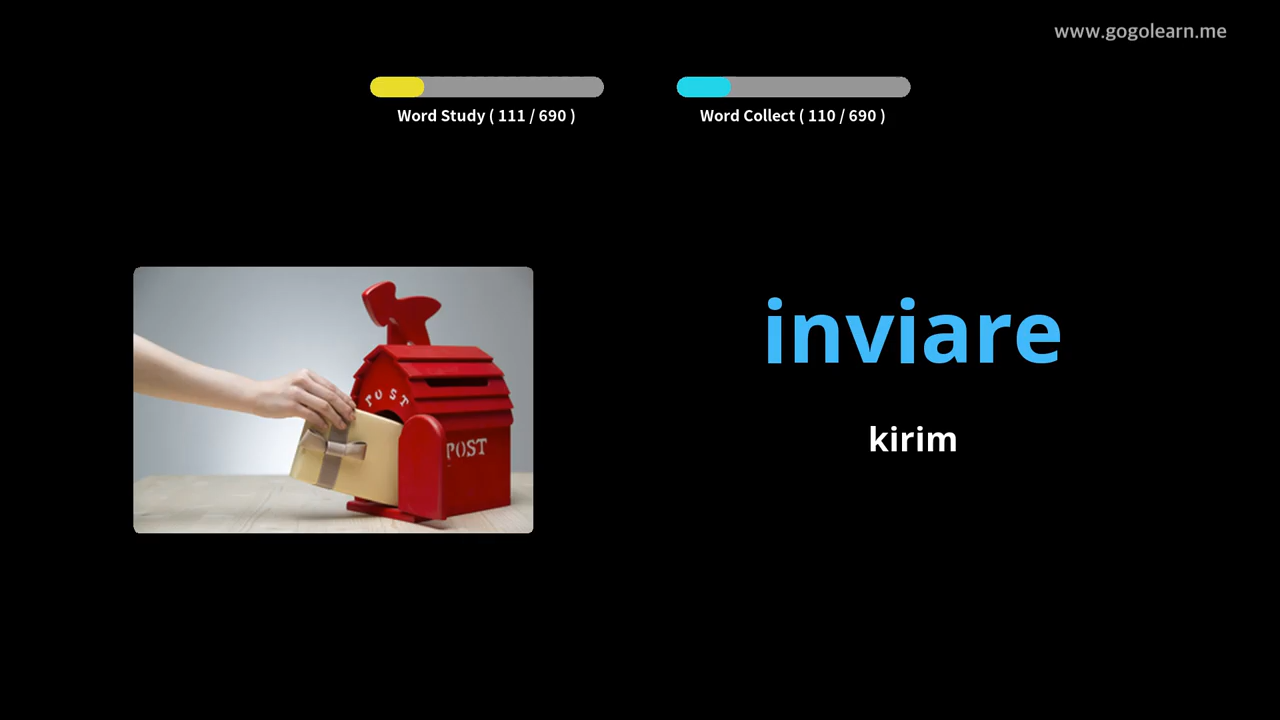 www.gogolearn.me
Word Study ( 111 / 690 )
Word Collect ( 110 / 690 )
inviare
kirim
POST
POST